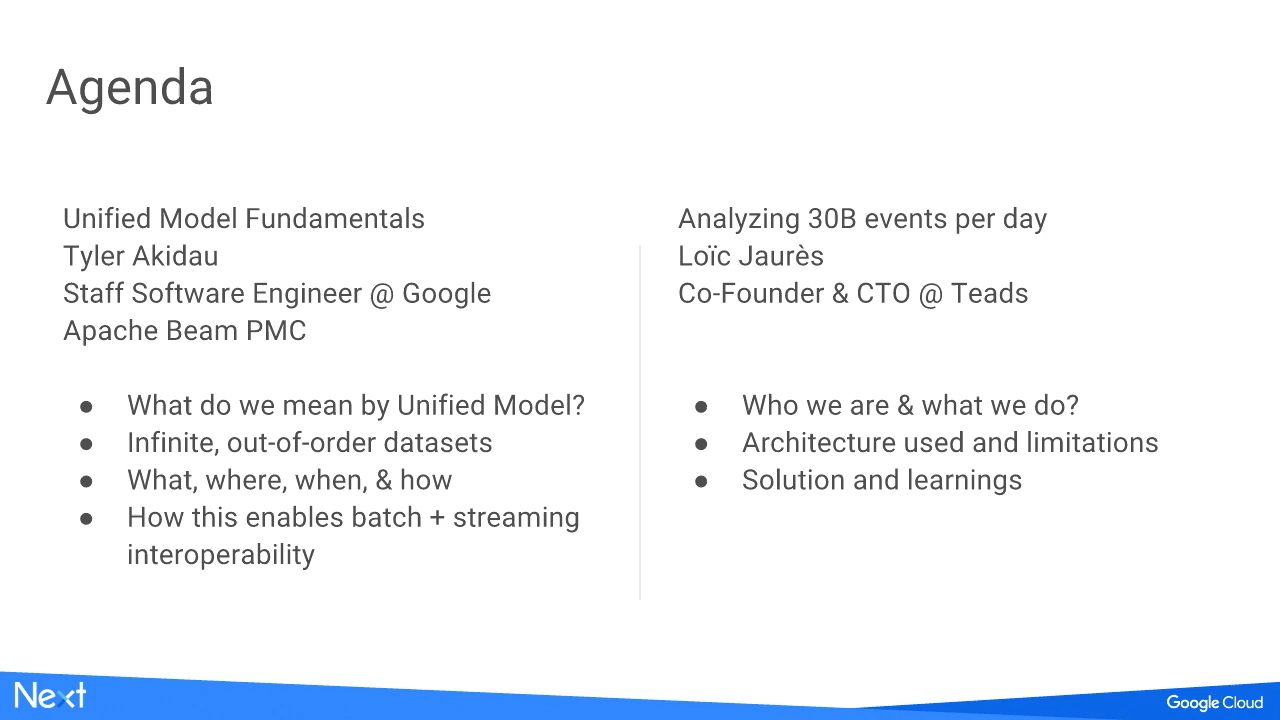 Agenda
Unified Model Fundamentals
Tyler Akidau
Staff Software Engineer @ Google
Apache Beam PMC
● What do we mean by Unified Model?
● Infinite, out-of-order datasets
● What, where, when, & how
● How this enables batch + streaming
interoperability
Analyzing 30B events per day
Loïc Jaurès
Co-Founder & CTO @ Teads
● Who we are & what we do?
● Architecture used and limitations
● Solution and learnings
Next
Google Cloud